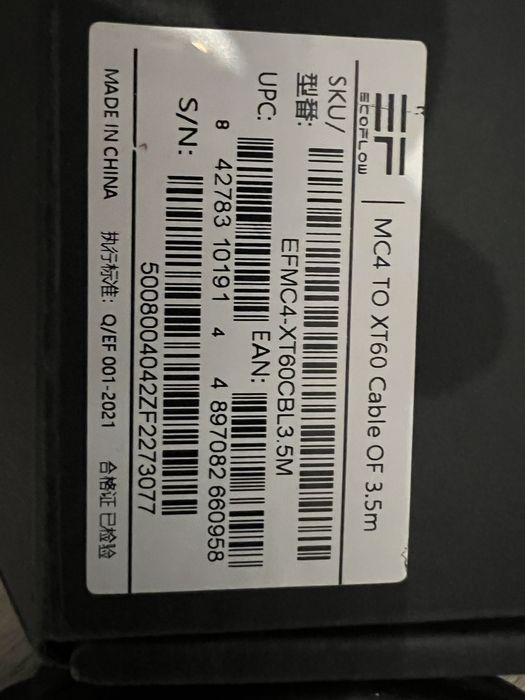 ECOFLOW
MC4 TO XT60 Cable OF 3.5m
SKU/
型番:
EFMC4-XT60CBL3.5M
UPC:
8 42783 10191 4
EAN:
4 897082 660958
S/N:
5008004042ZF2273077
MADE IN CHINA 执行标准: Q/EF 001-2021 合格证 已检验